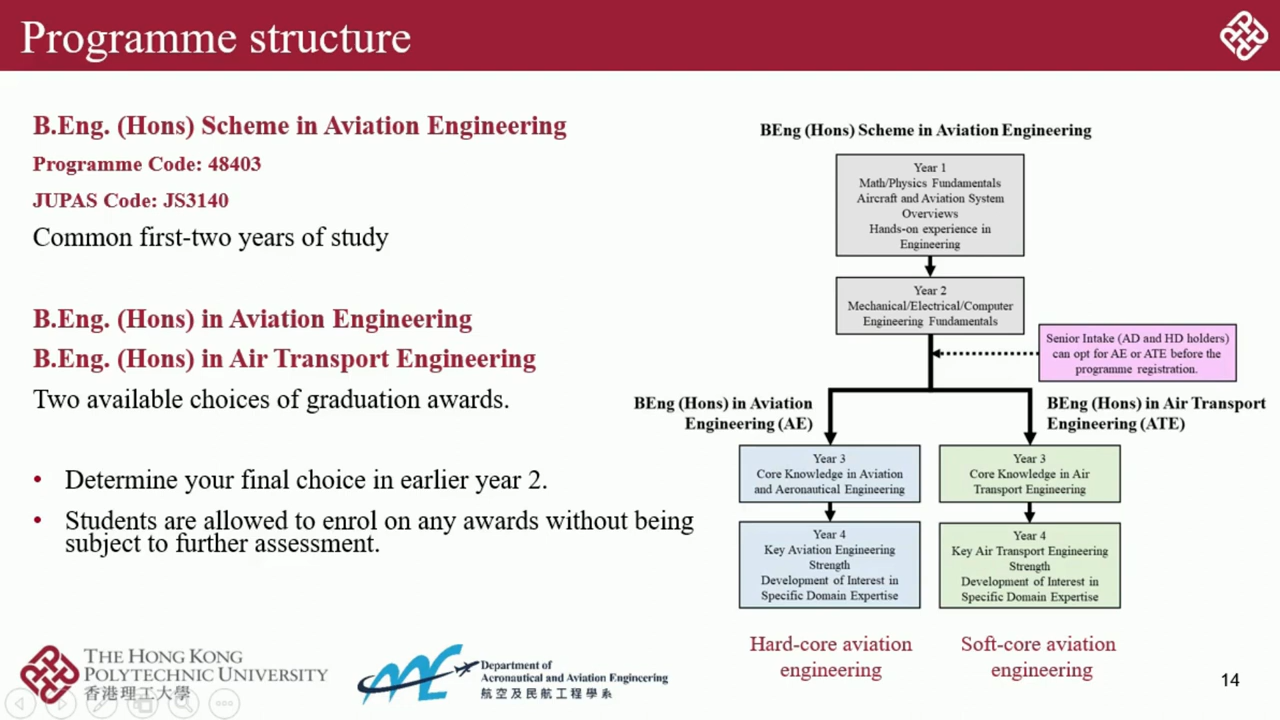 Programme structure
B.Eng. (Hons) Scheme in Aviation Engineering
Programme Code: 48403
JUPAS Code: JS3140
Common first-two years of study
B.Eng. (Hons) in Aviation Engineering
B.Eng. (Hons) in Air Transport Engineering
Two available choices of graduation awards.
• Determine your final choice in earlier year 2.
• Students are allowed to enrol on any awards without being
subject to further assessment.
BEng (Hons) Scheme in Aviation Engineering
Year 1
Math/Physics Fundamentals
Aircraft and Aviation System
Overviews
Hands-on experience in
Engineering
Year 2
Mechanical/Electrical/Computer
Engineering Fundamentals
Senior Intake (AD and HD holders)
can opt for AE or ATE before the
programme registration.
BEng (Hons) in Aviation
Engineering (AE)
BEng (Hons) in Air Transport
Engineering (ATE)
Year 3
Core Knowledge in Aviation
and Aeronautical Engineering
Year 3
Core Knowledge in Air
Transport Engineering
Year 4
Key Aviation Engineering
Strength
Development of Interest in
Specific Domain Expertise
Year 4
Key Air Transport Engineering
Strength
Development of Interest in
Specific Domain Expertise
Hard-core aviation
engineering
Soft-core aviation
engineering
THE HONG KONG
POLYTECHNIC UNIVERSITY
香港理工大學
Department of
Aeronautical and Aviation Engineering
航空及民航工程學系
14